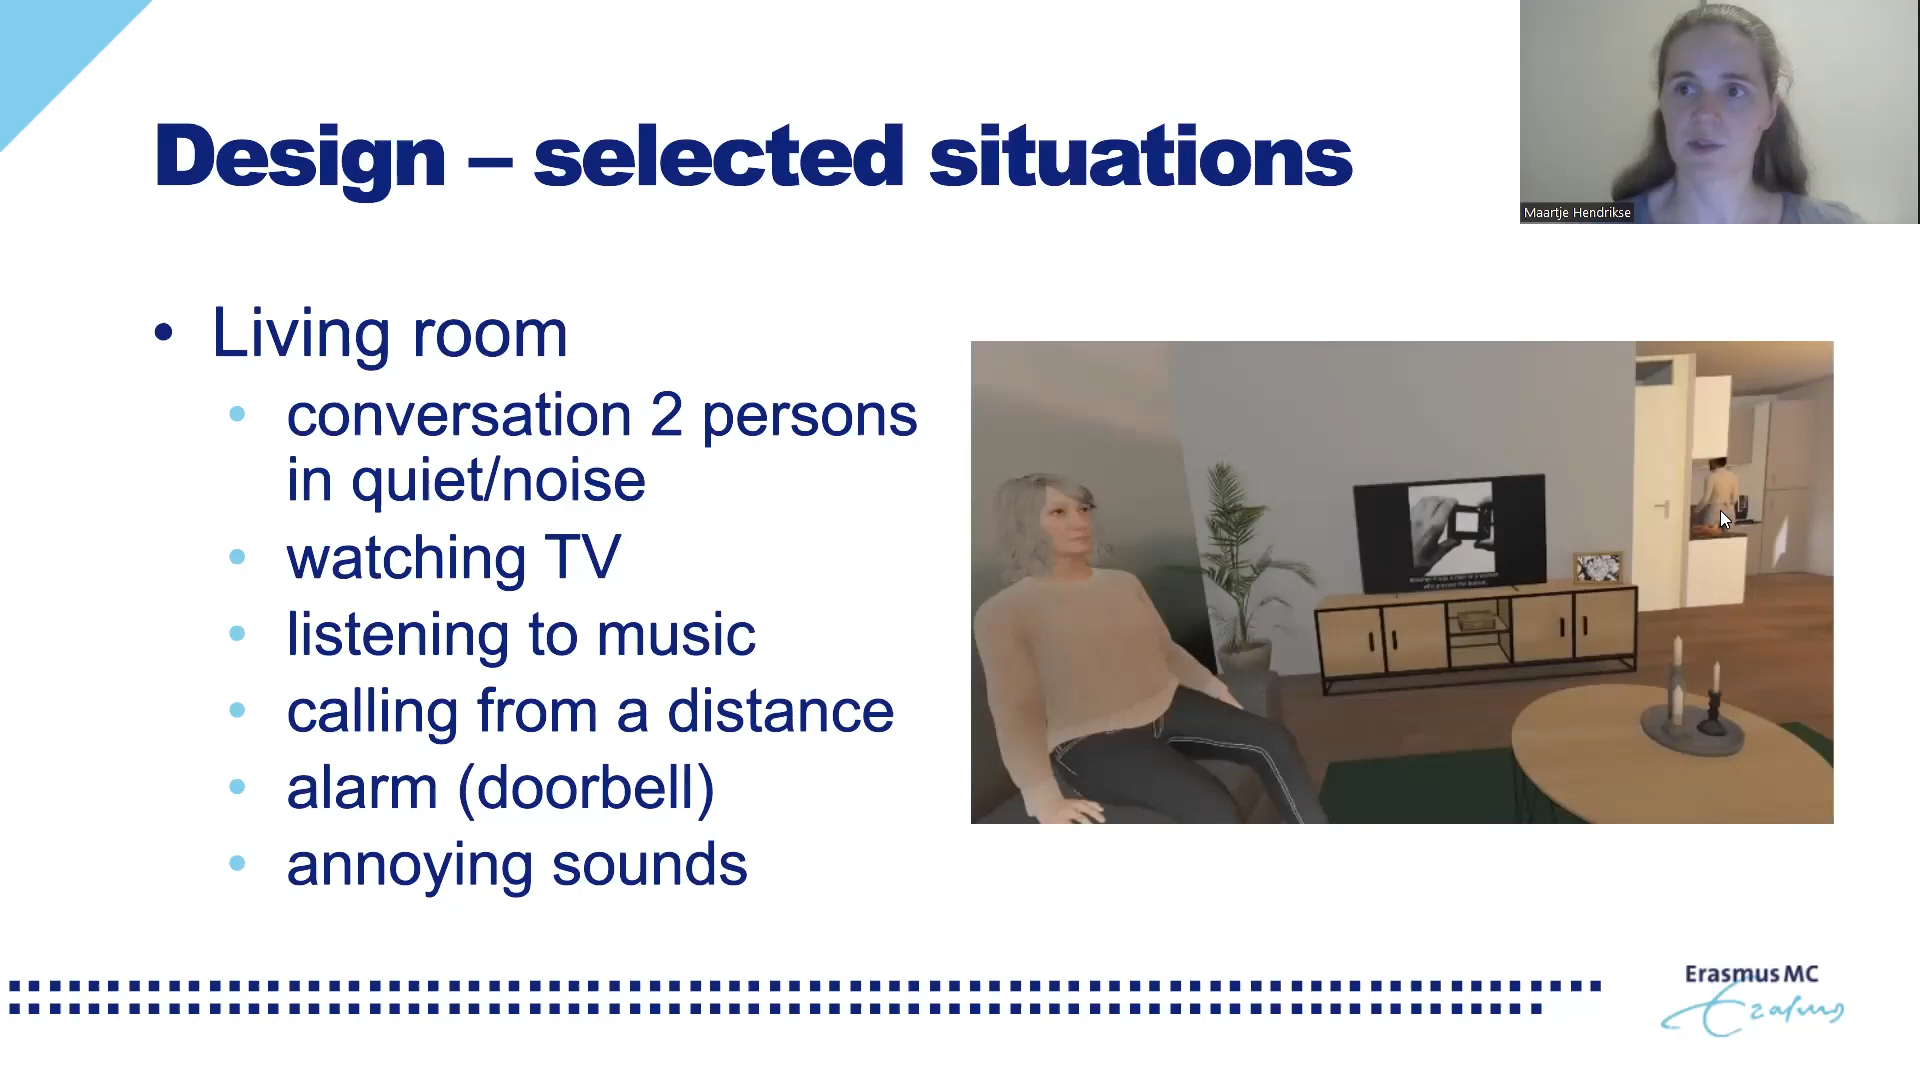 Design – selected situations
Maartje Hendrikse
• Living room
• conversation 2 persons
in quiet/noise
• watching TV
• listening to music
• calling from a distance
• alarm (doorbell)
• annoying sounds
Erasmus MC
Erasmus